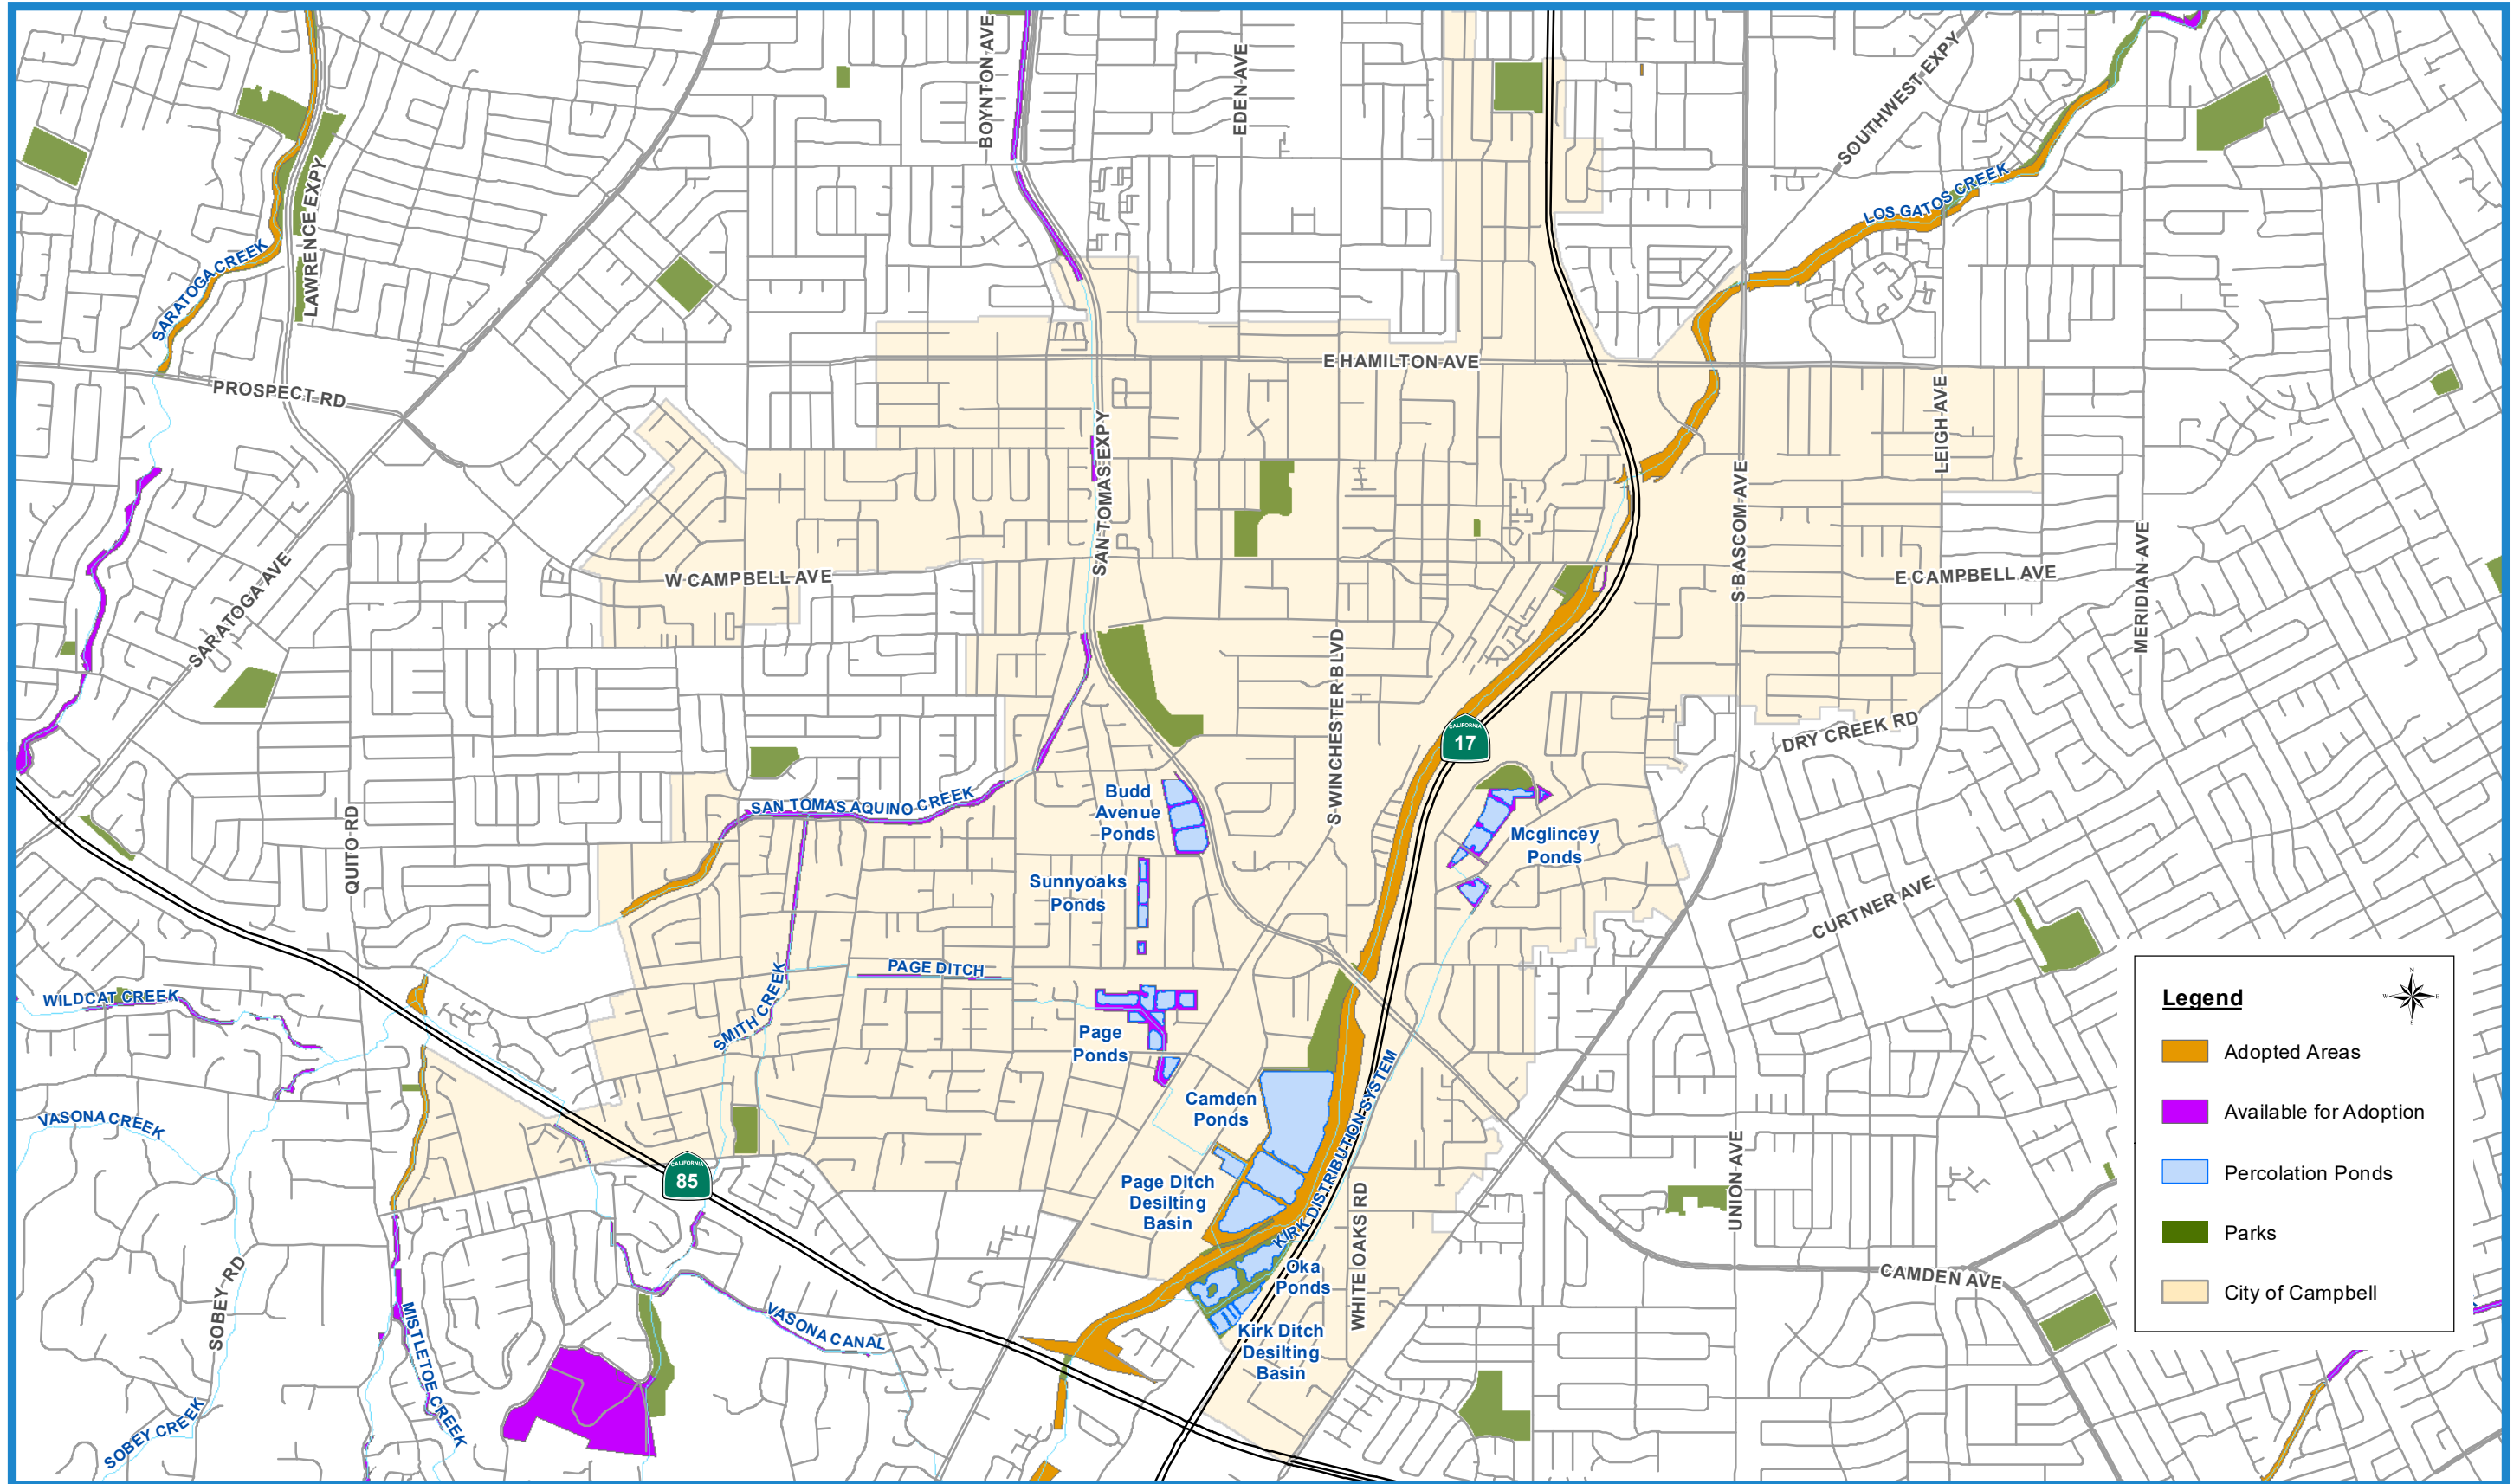 BOYNTON AVE
EDEN AVE
SOUTHWEST EXPY
LAWRENCE EXPY
LOS GATOS CREEK
SARATOGA CREEK
E HAMILTON AVE
PROSPECT RD
LEIGH AVE
SAN TOMAS EXPY
S BASCOM AVE
MERIDIAN AVE
W CAMPBELL AVE
E CAMPBELL AVE
SARATOGA AVE
S WINCHESTER BLVD
DRY CREEK RD
CALIFORNIA
17
SAN TOMAS AQUINO CREEK
Budd
Avenue
Ponds
Mcglincey
Ponds
QUITO RD
Sunnyoaks
Ponds
CURTNER AVE
PAGE DITCH
WILDCAT CREEK
SMITH CREEK
Page
Ponds
VASONA CREEK
Camden
Ponds
KIRK DISTRIBUTION SYSTEM
CALIFORNIA
85
Page Ditch
Desilting
Basin
UNION AVE
WHITE OAKS RD
Oka
Ponds
CAMDEN AVE
SOBEY RD
MISTLETOE CREEK
VASONA CANAL
Kirk Ditch
Desilting
Basin
SOBEY CREEK
Legend
N
W
E
S
Adopted Areas
Available for Adoption
Percolation Ponds
Parks
City of Campbell